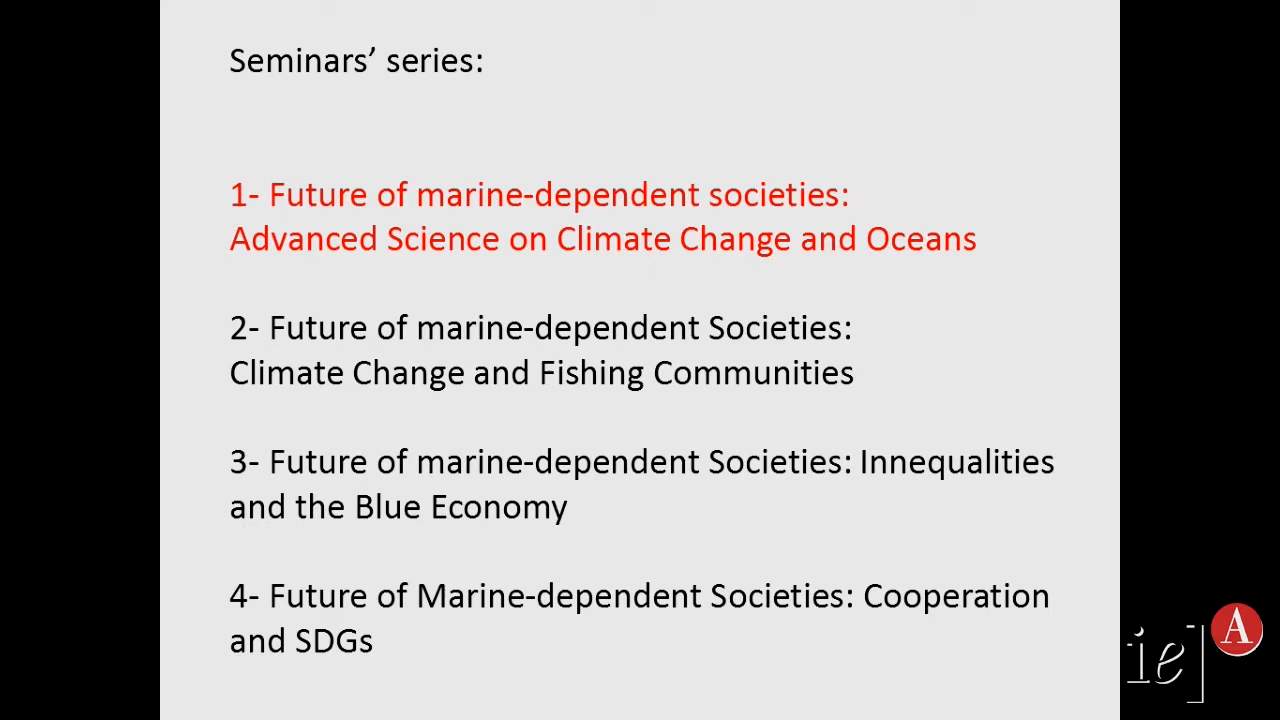 Seminars’ series:
1- Future of marine-dependent societies:
Advanced Science on Climate Change and Oceans
2- Future of marine-dependent Societies:
Climate Change and Fishing Communities
3- Future of marine-dependent Societies: Innequalities
and the Blue Economy
4- Future of Marine-dependent Societies: Cooperation
and SDGs
ie]
A